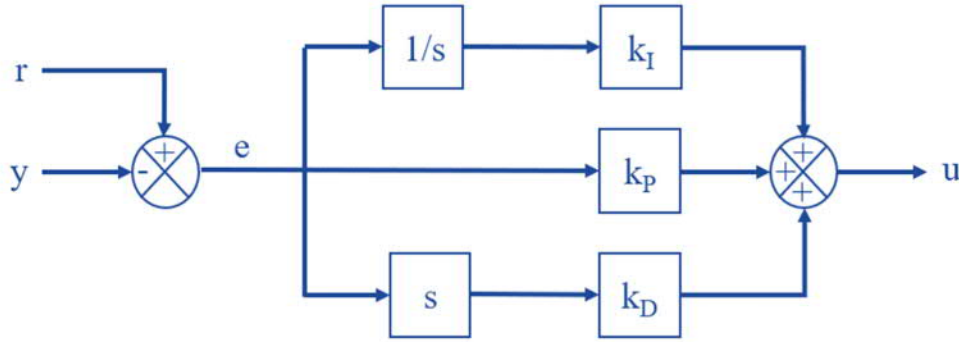 1/s
k_I
r
+
e
y
-
k_P
+
+
+
u
s
k_D